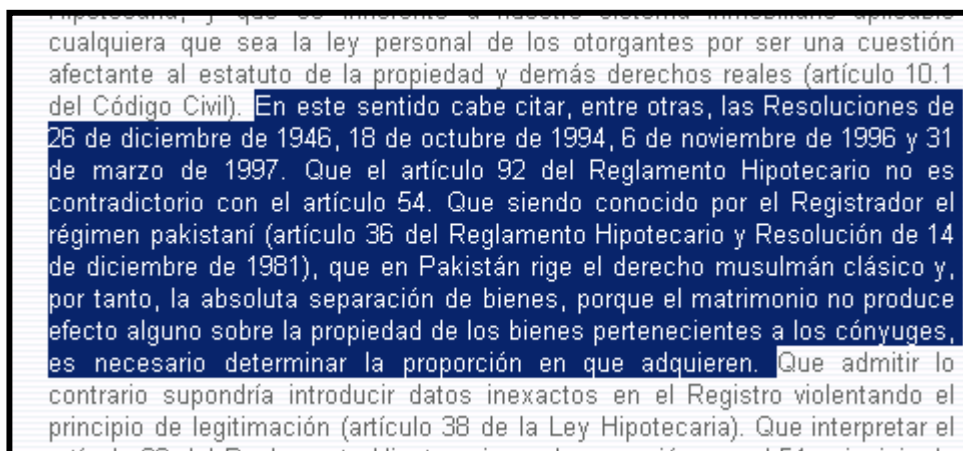 Hipotecaria, y que es inherente a nuestro sistema inmobiliario aplicable
cualquiera que sea la ley personal de los otorgantes por ser una cuestión
afectante al estatuto de la propiedad y demás derechos reales (artículo 10.1
del Código Civil). En este sentido cabe citar, entre otras, las Resoluciones de
26 de diciembre de 1946, 18 de octubre de 1994, 6 de noviembre de 1996 y 31
de marzo de 1997. Que el artículo 92 del Reglamento Hipotecario no es
contradictorio con el artículo 54. Que siendo conocido por el Registrador el
régimen pakistaní (artículo 36 del Reglamento Hipotecario y Resolución de 14
de diciembre de 1981), que en Pakistán rige el derecho musulmán clásico y,
por tanto, la absoluta separación de bienes, porque el matrimonio no produce
efecto alguno sobre la propiedad de los bienes pertenecientes a los cónyuges,
es necesario determinar la proporción en que adquieren. Que admitir lo
contrario supondría introducir datos inexactos en el Registro violentando el
principio de legitimación (artículo 38 de la Ley Hipotecaria). Que interpretar el